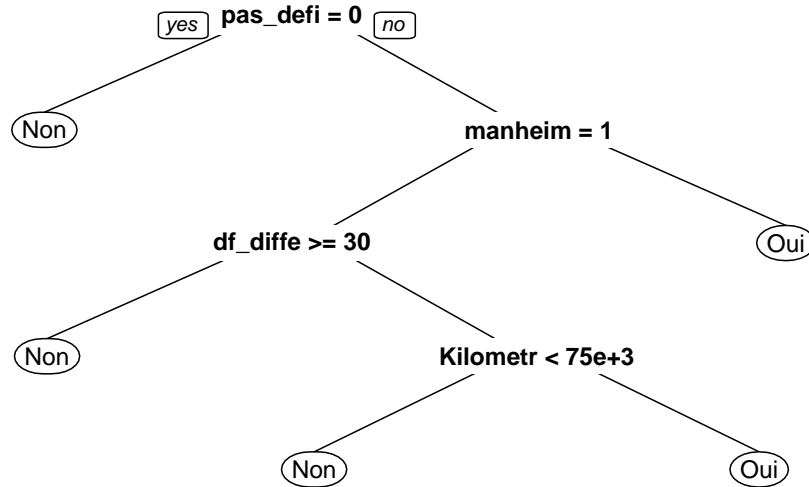 yes pas_defi = 0 no
Non
manheim = 1
df_diffe >= 30
Oui
Non
Kilometr < 75e+3
Non
Oui